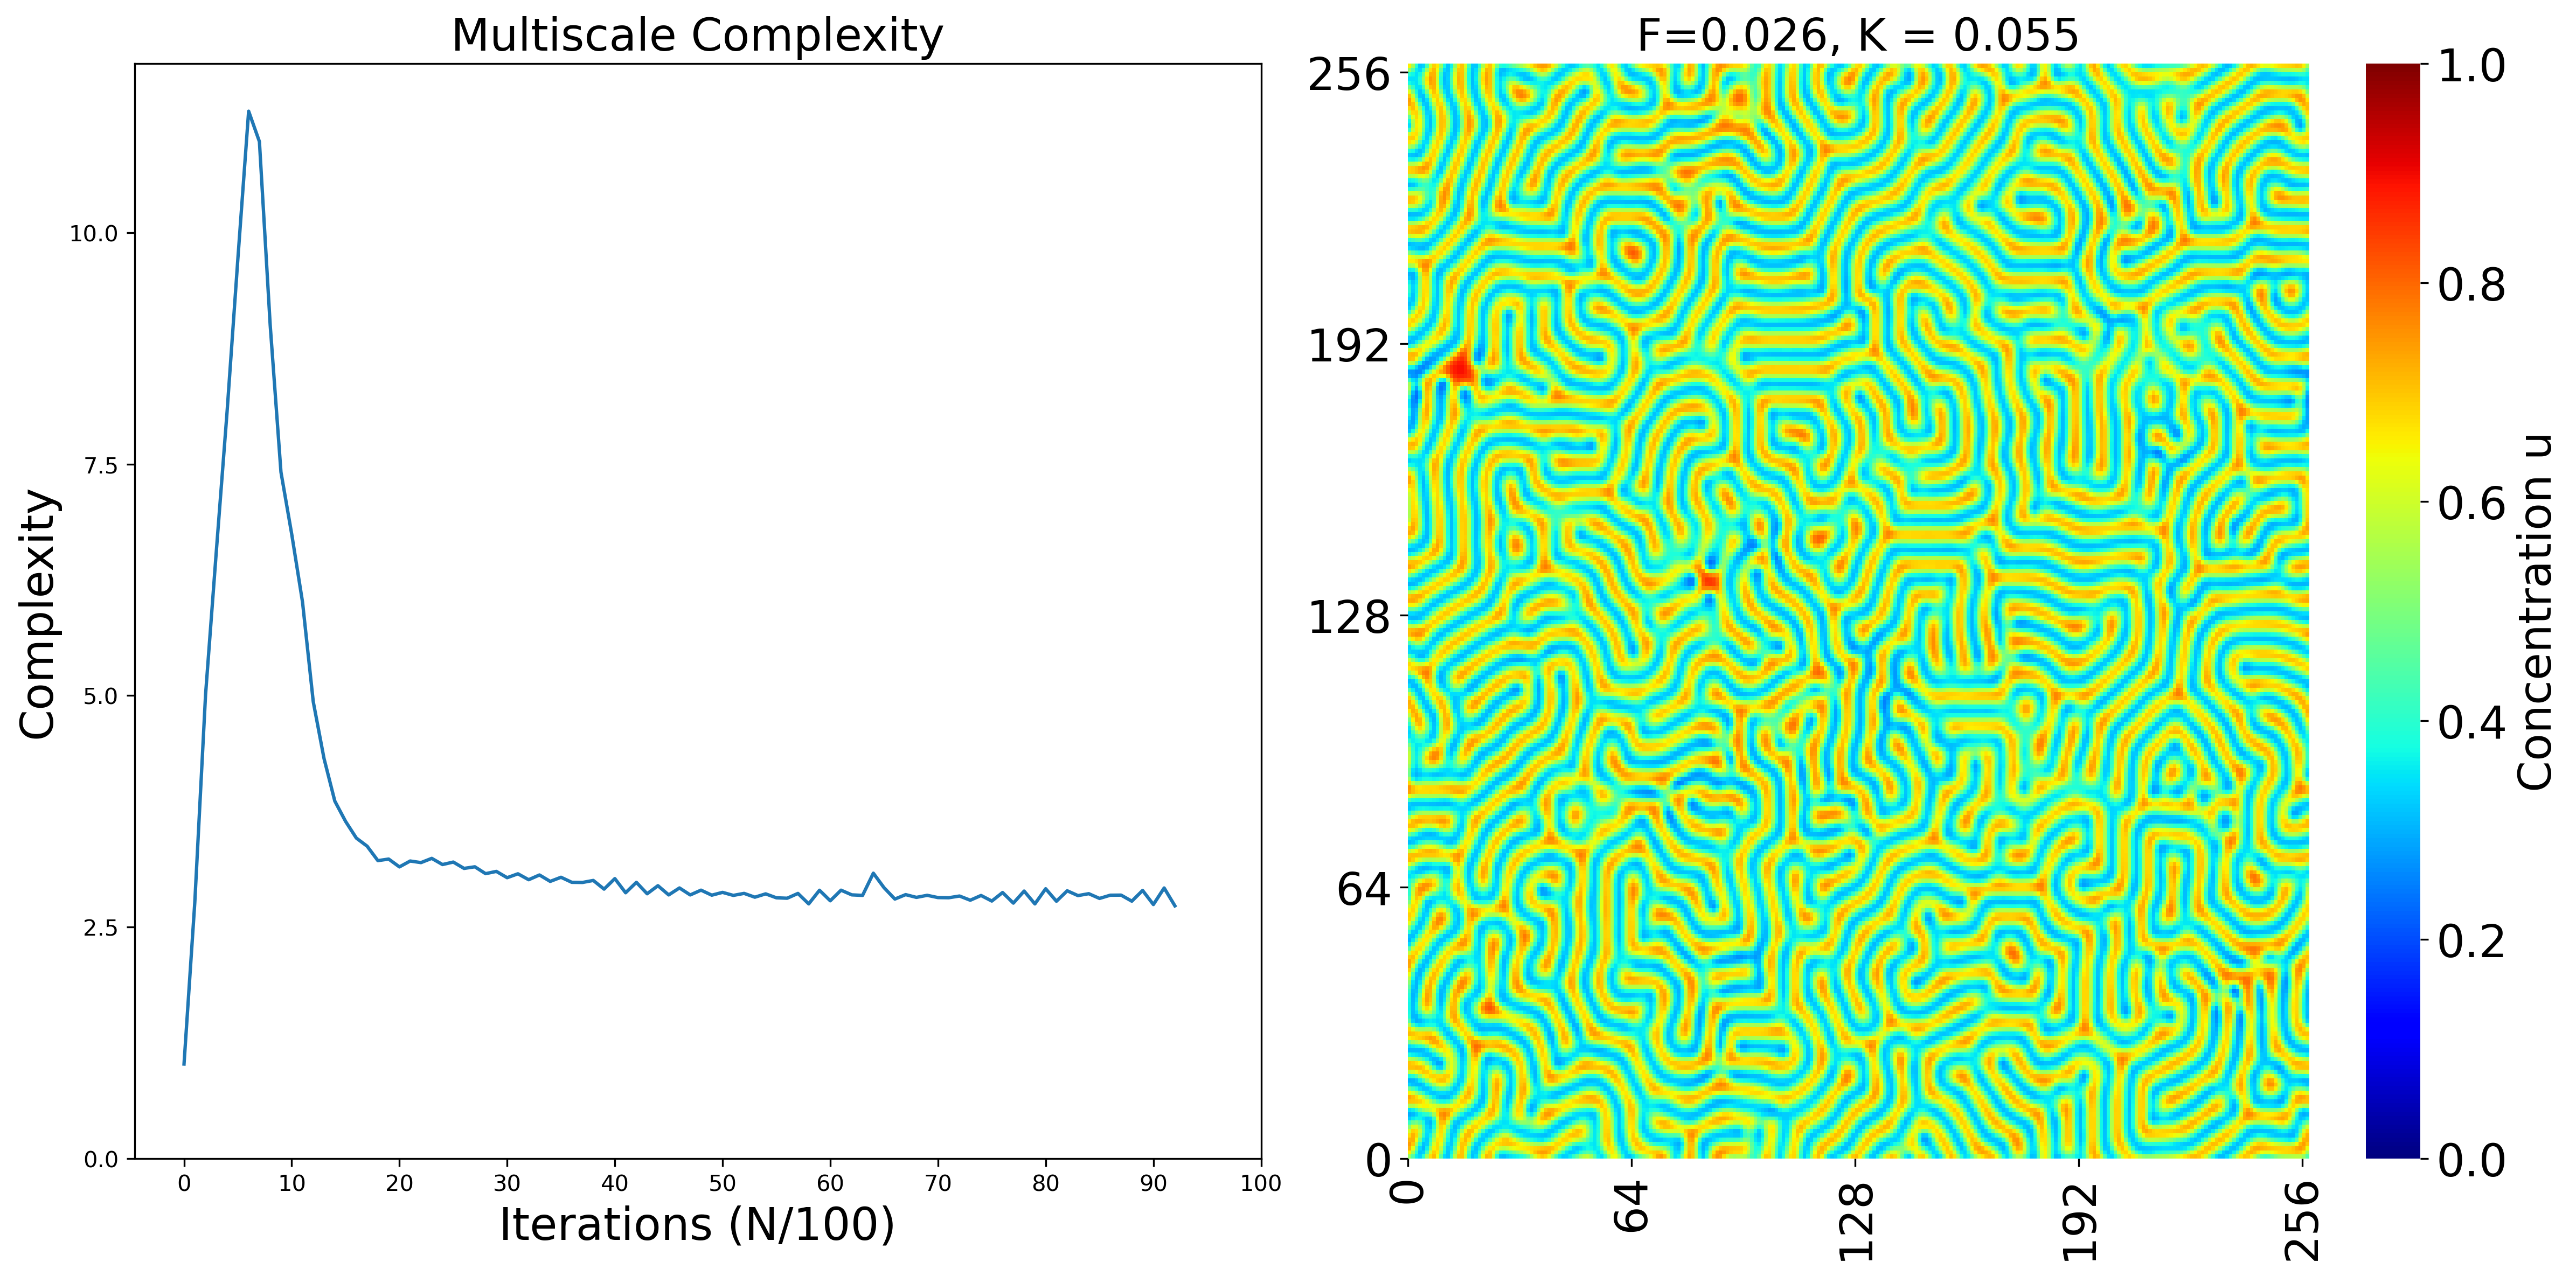 Multiscale Complexity
Complexity
10.0
7.5
5.0
2.5
0.0
0 10 20 30 40 50 60 70 80 90 100
Iterations (N/100)
F=0.026, K = 0.055
256
192
128
64
0
0 64 128 192 256
1.0
0.8
0.6
0.4
0.2
0.0
Concentration u